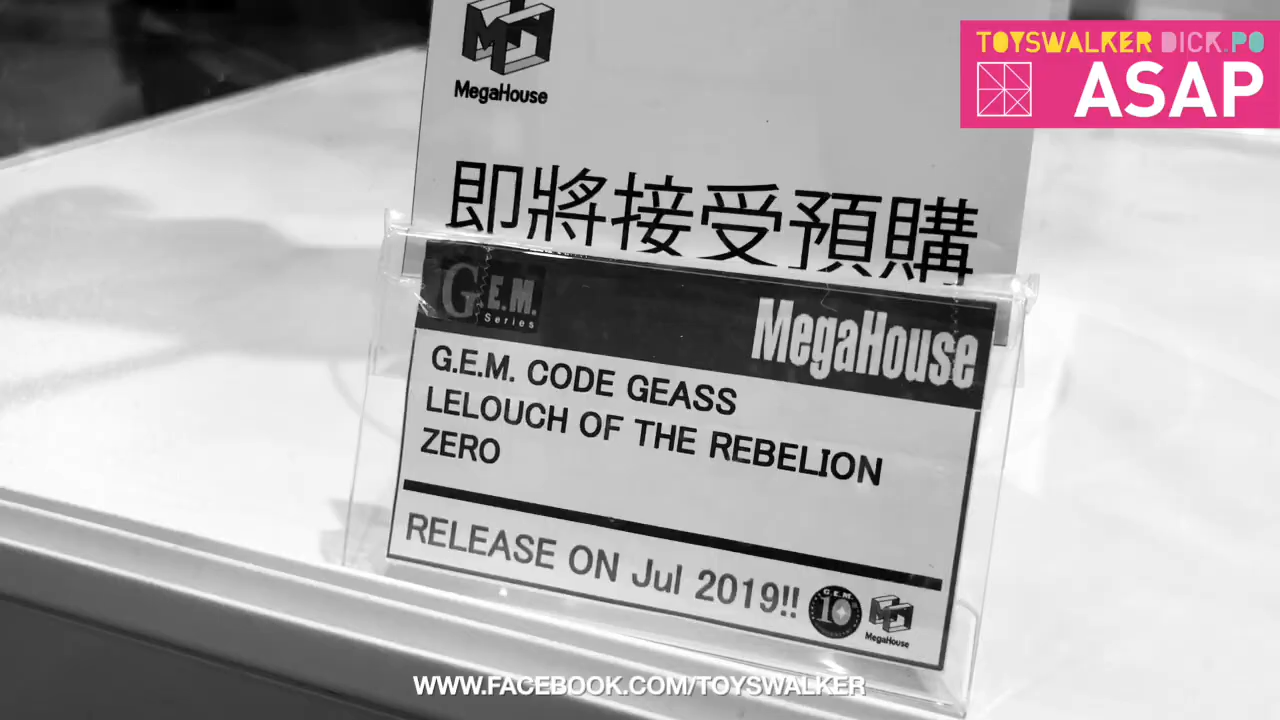 MegaHouse
TOYSWALKER DICK.PO
ASAP
即將接受預購
G.E.M.
Series
MegaHouse
G.E.M. CODE GEASS
LELOUCH OF THE REBELION
ZERO
RELEASE ON Jul 2019!!
G.E.M.
10
MegaHouse
WWW.FACEBOOK.COM/TOYSWALKER